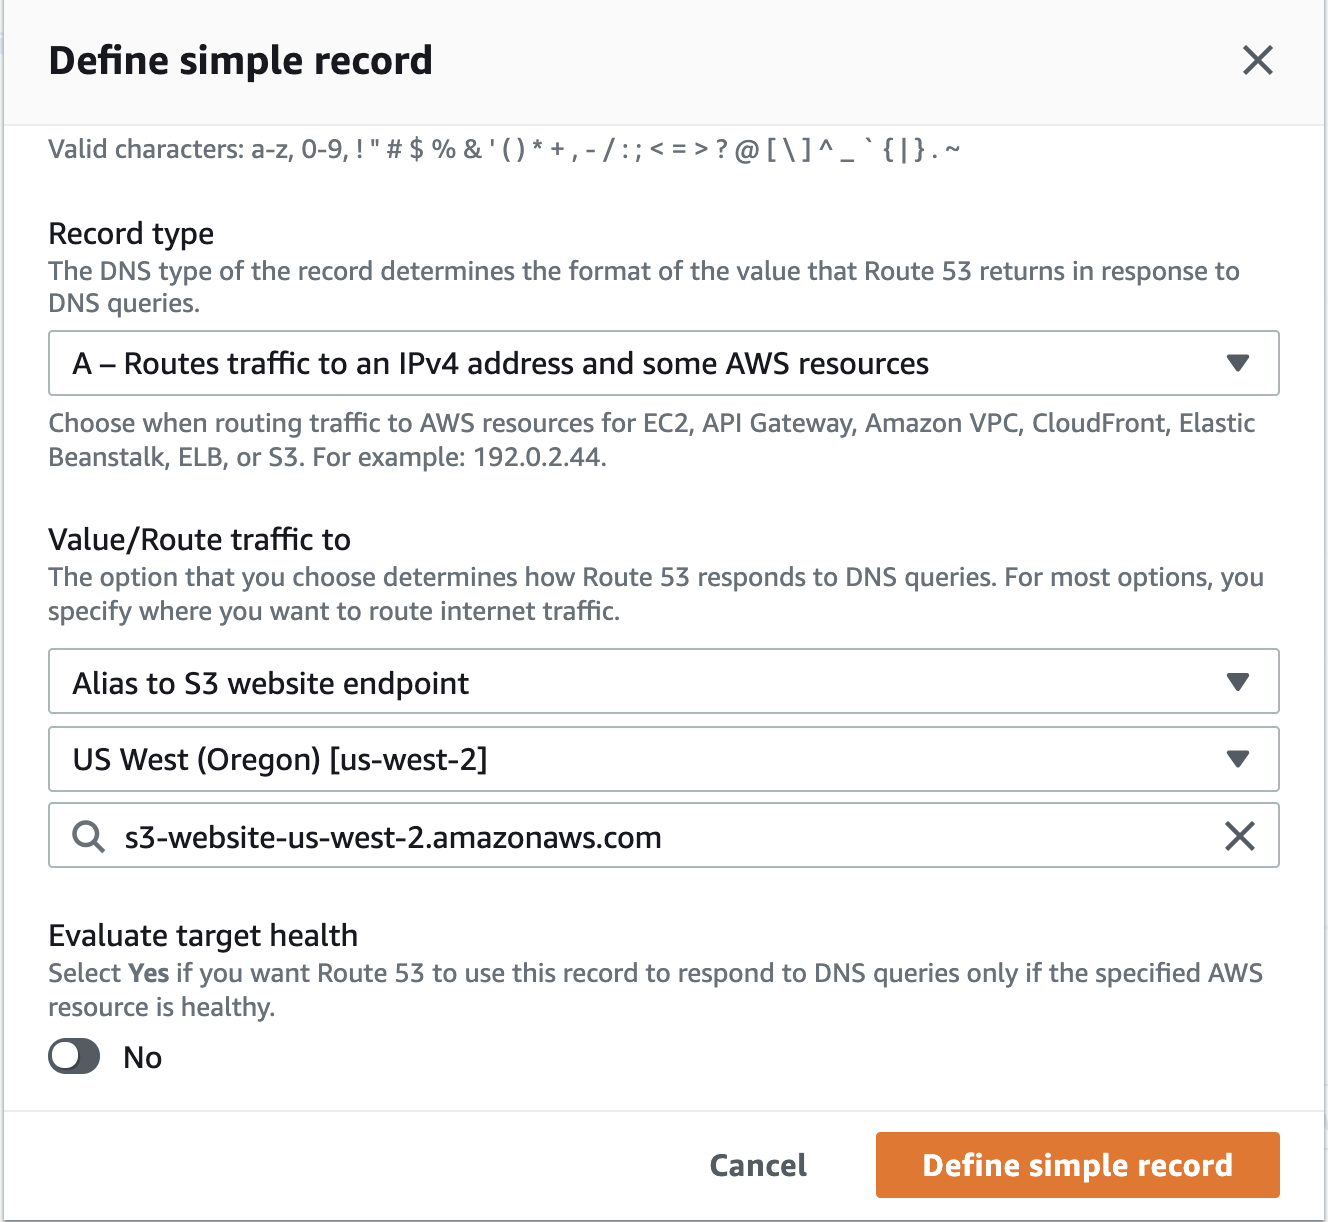 Define simple record
Valid characters: a-z, 0-9, ! " # $ % & ' ( ) * + , - / : ; < = > ? @ [ \ ] ^ _ ` { | } . ~
Record type
The DNS type of the record determines the format of the value that Route 53 returns in response to
DNS queries.
A – Routes traffic to an IPv4 address and some AWS resources
Choose when routing traffic to AWS resources for EC2, API Gateway, Amazon VPC, CloudFront, Elastic
Beanstalk, ELB, or S3. For example: 192.0.2.44.
Value/Route traffic to
The option that you choose determines how Route 53 responds to DNS queries. For most options, you
specify where you want to route internet traffic.
Alias to S3 website endpoint
US West (Oregon) [us-west-2]
s3-website-us-west-2.amazonaws.com
Evaluate target health
Select Yes if you want Route 53 to use this record to respond to DNS queries only if the specified AWS
resource is healthy.
No
Cancel
Define simple record